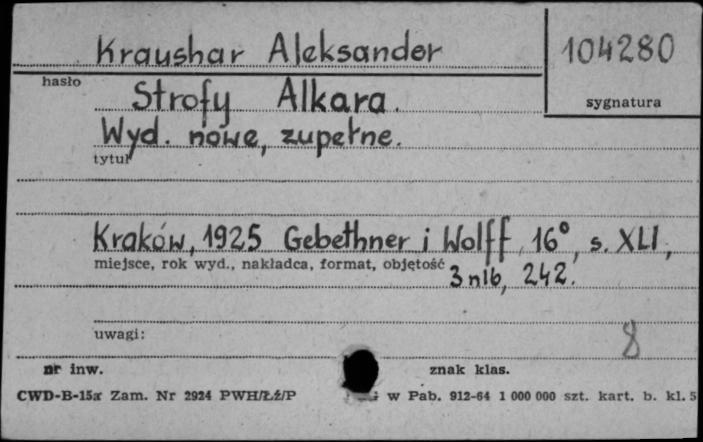 Kraushar Aleksander
104280
hasło
sygnatura
Strofy Alkara.
Wyd. nowe, zupełne.
tytuł
Kraków, 1925 Gebethner i Wolff 16°, s. XLI,
miejsce, rok wyd., nakładca, format, objętość
3 nlb, 242.
uwagi:
8
nr inw.
znak klas.
CWD-B-15a Zam. Nr 2924 PWH/Łź/P
w Pab. 912-64 1 000 000 szt. kart. b. kl. 5